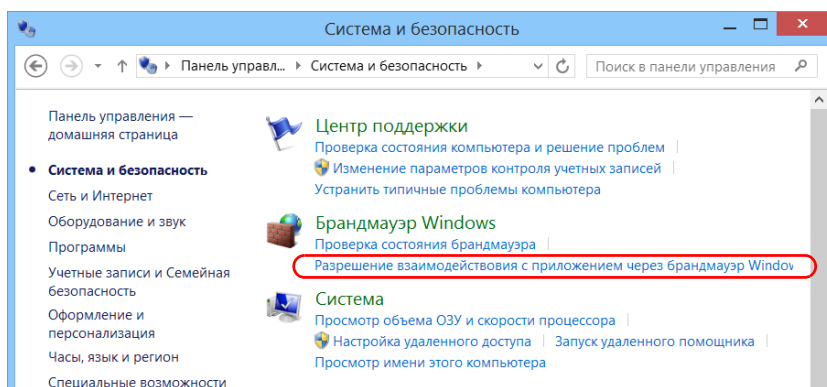 Система и безопасность
Панель управл... Система и безопасность
Поиск в панели управления
Панель управления —
домашняя страница
Система и безопасность
Сеть и Интернет
Оборудование и звук
Программы
Учетные записи и Семейная
безопасность
Оформление и
персонализация
Часы, язык и регион
Специальные возможности
Центр поддержки
Проверка состояния компьютера и решение проблем
Изменение параметров контроля учетных записей
Устранить типичные проблемы компьютера
Брандмауэр Windows
Проверка состояния брандмауэра
Разрешение взаимодействовия с приложением через брандмауэр Window
Система
Просмотр объема ОЗУ и скорости процессора
Настройка удаленного доступа Запуск удаленного помощника
Просмотр имени этого компьютера